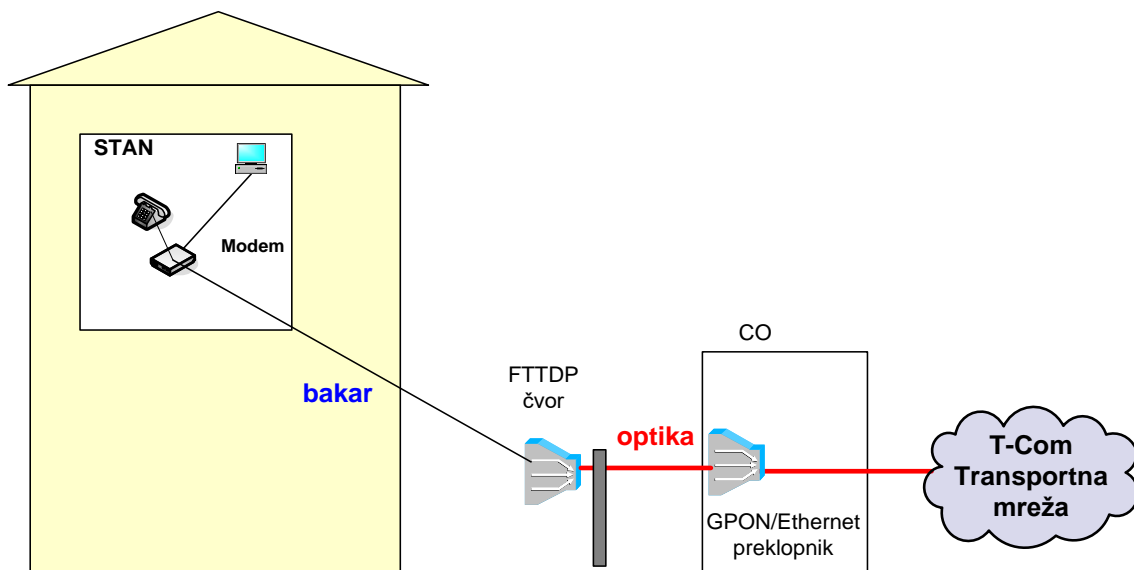 STAN
Modem
bakar
FTTDP
čvor
optika
CO
GPON/Ethernet
preklopnik
T-Com
Transportna
mreža